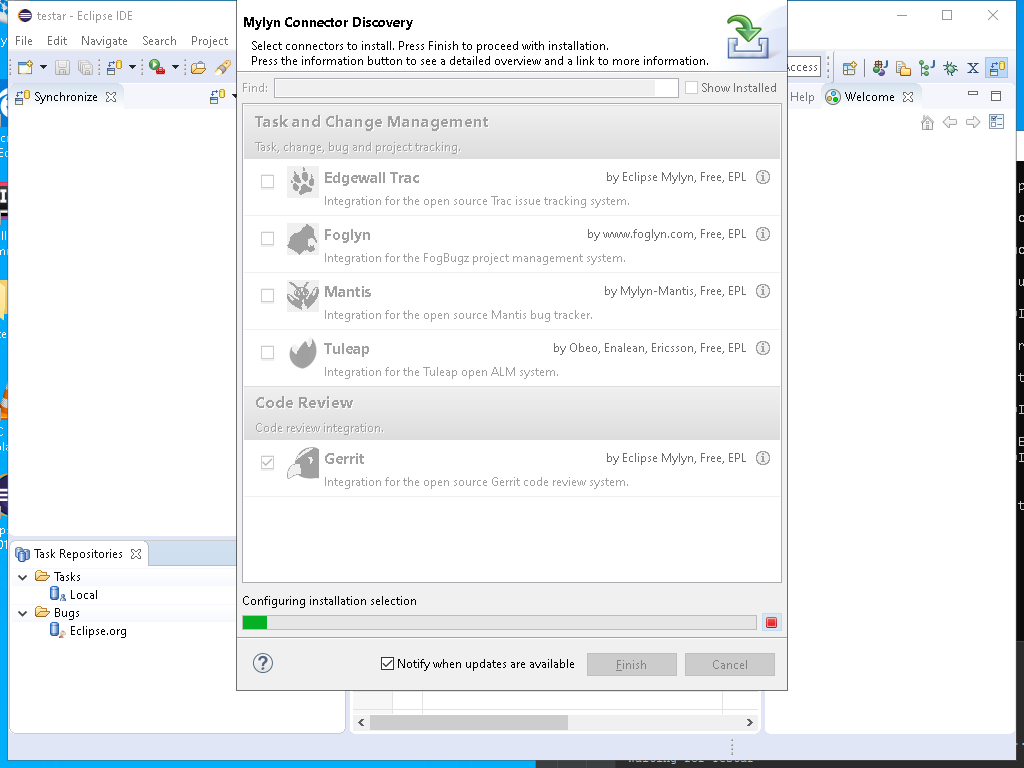 testar - Eclipse IDE
File Edit Navigate Search Project
Mylyn Connector Discovery
Select connectors to install. Press Finish to proceed with installation.
Press the information button to see a detailed overview and a link to more information.
Find:
Show Installed
Synchronize
Help
Welcome
Task and Change Management
Task, change, bug and project tracking.
Edgewall Trac
by Eclipse Mylyn, Free, EPL
Integration for the open source Trac issue tracking system.
Foglyn
by www.foglyn.com, Free, EPL
Integration for the FogBugz project management system.
Mantis
by Mylyn-Mantis, Free, EPL
Integration for the open source Mantis bug tracker.
Tuleap
by Obeo, Enalean, Ericsson, Free, EPL
Integration for the Tuleap open ALM system.
Code Review
Code review integration.
Gerrit
by Eclipse Mylyn, Free, EPL
Integration for the open source Gerrit code review system.
Configuring installation selection
Notify when updates are available
Finish
Cancel
Task Repositories
Tasks
Local
Bugs
Eclipse.org